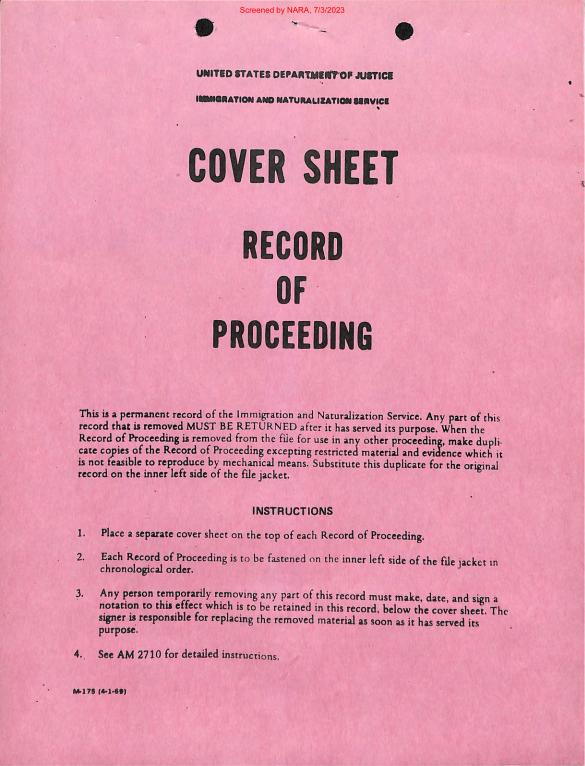 Screened by NARA, 7/3/2023
UNITED STATES DEPARTMENT OF JUSTICE
IMMIGRATION AND NATURALIZATION SERVICE
COVER SHEET
RECORD
OF
PROCEEDING
This is a permanent record of the Immigration and Naturalization Service. Any part of this
record that is removed MUST BE RETURNED after it has served its purpose. When the
Record of Proceeding is removed from the file for use in any other proceeding, make dupli-
cate copies of the Record of Proceeding excepting restricted material and evidence which it
is not feasible to reproduce by mechanical means. Substitute this duplicate for the original
record on the inner left side of the file jacket.
INSTRUCTIONS
1. Place a separate cover sheet on the top of each Record of Proceeding.
2. Each Record of Proceeding is to be fastened on the inner left side of the file jacket in
chronological order.
3. Any person temporarily removing any part of this record must make, date, and sign a
notation to this effect which is to be retained in this record, below the cover sheet. The
signer is responsible for replacing the removed material as soon as it has served its
purpose.
4. See AM 2710 for detailed instructions.
M-175 (4-1-69)